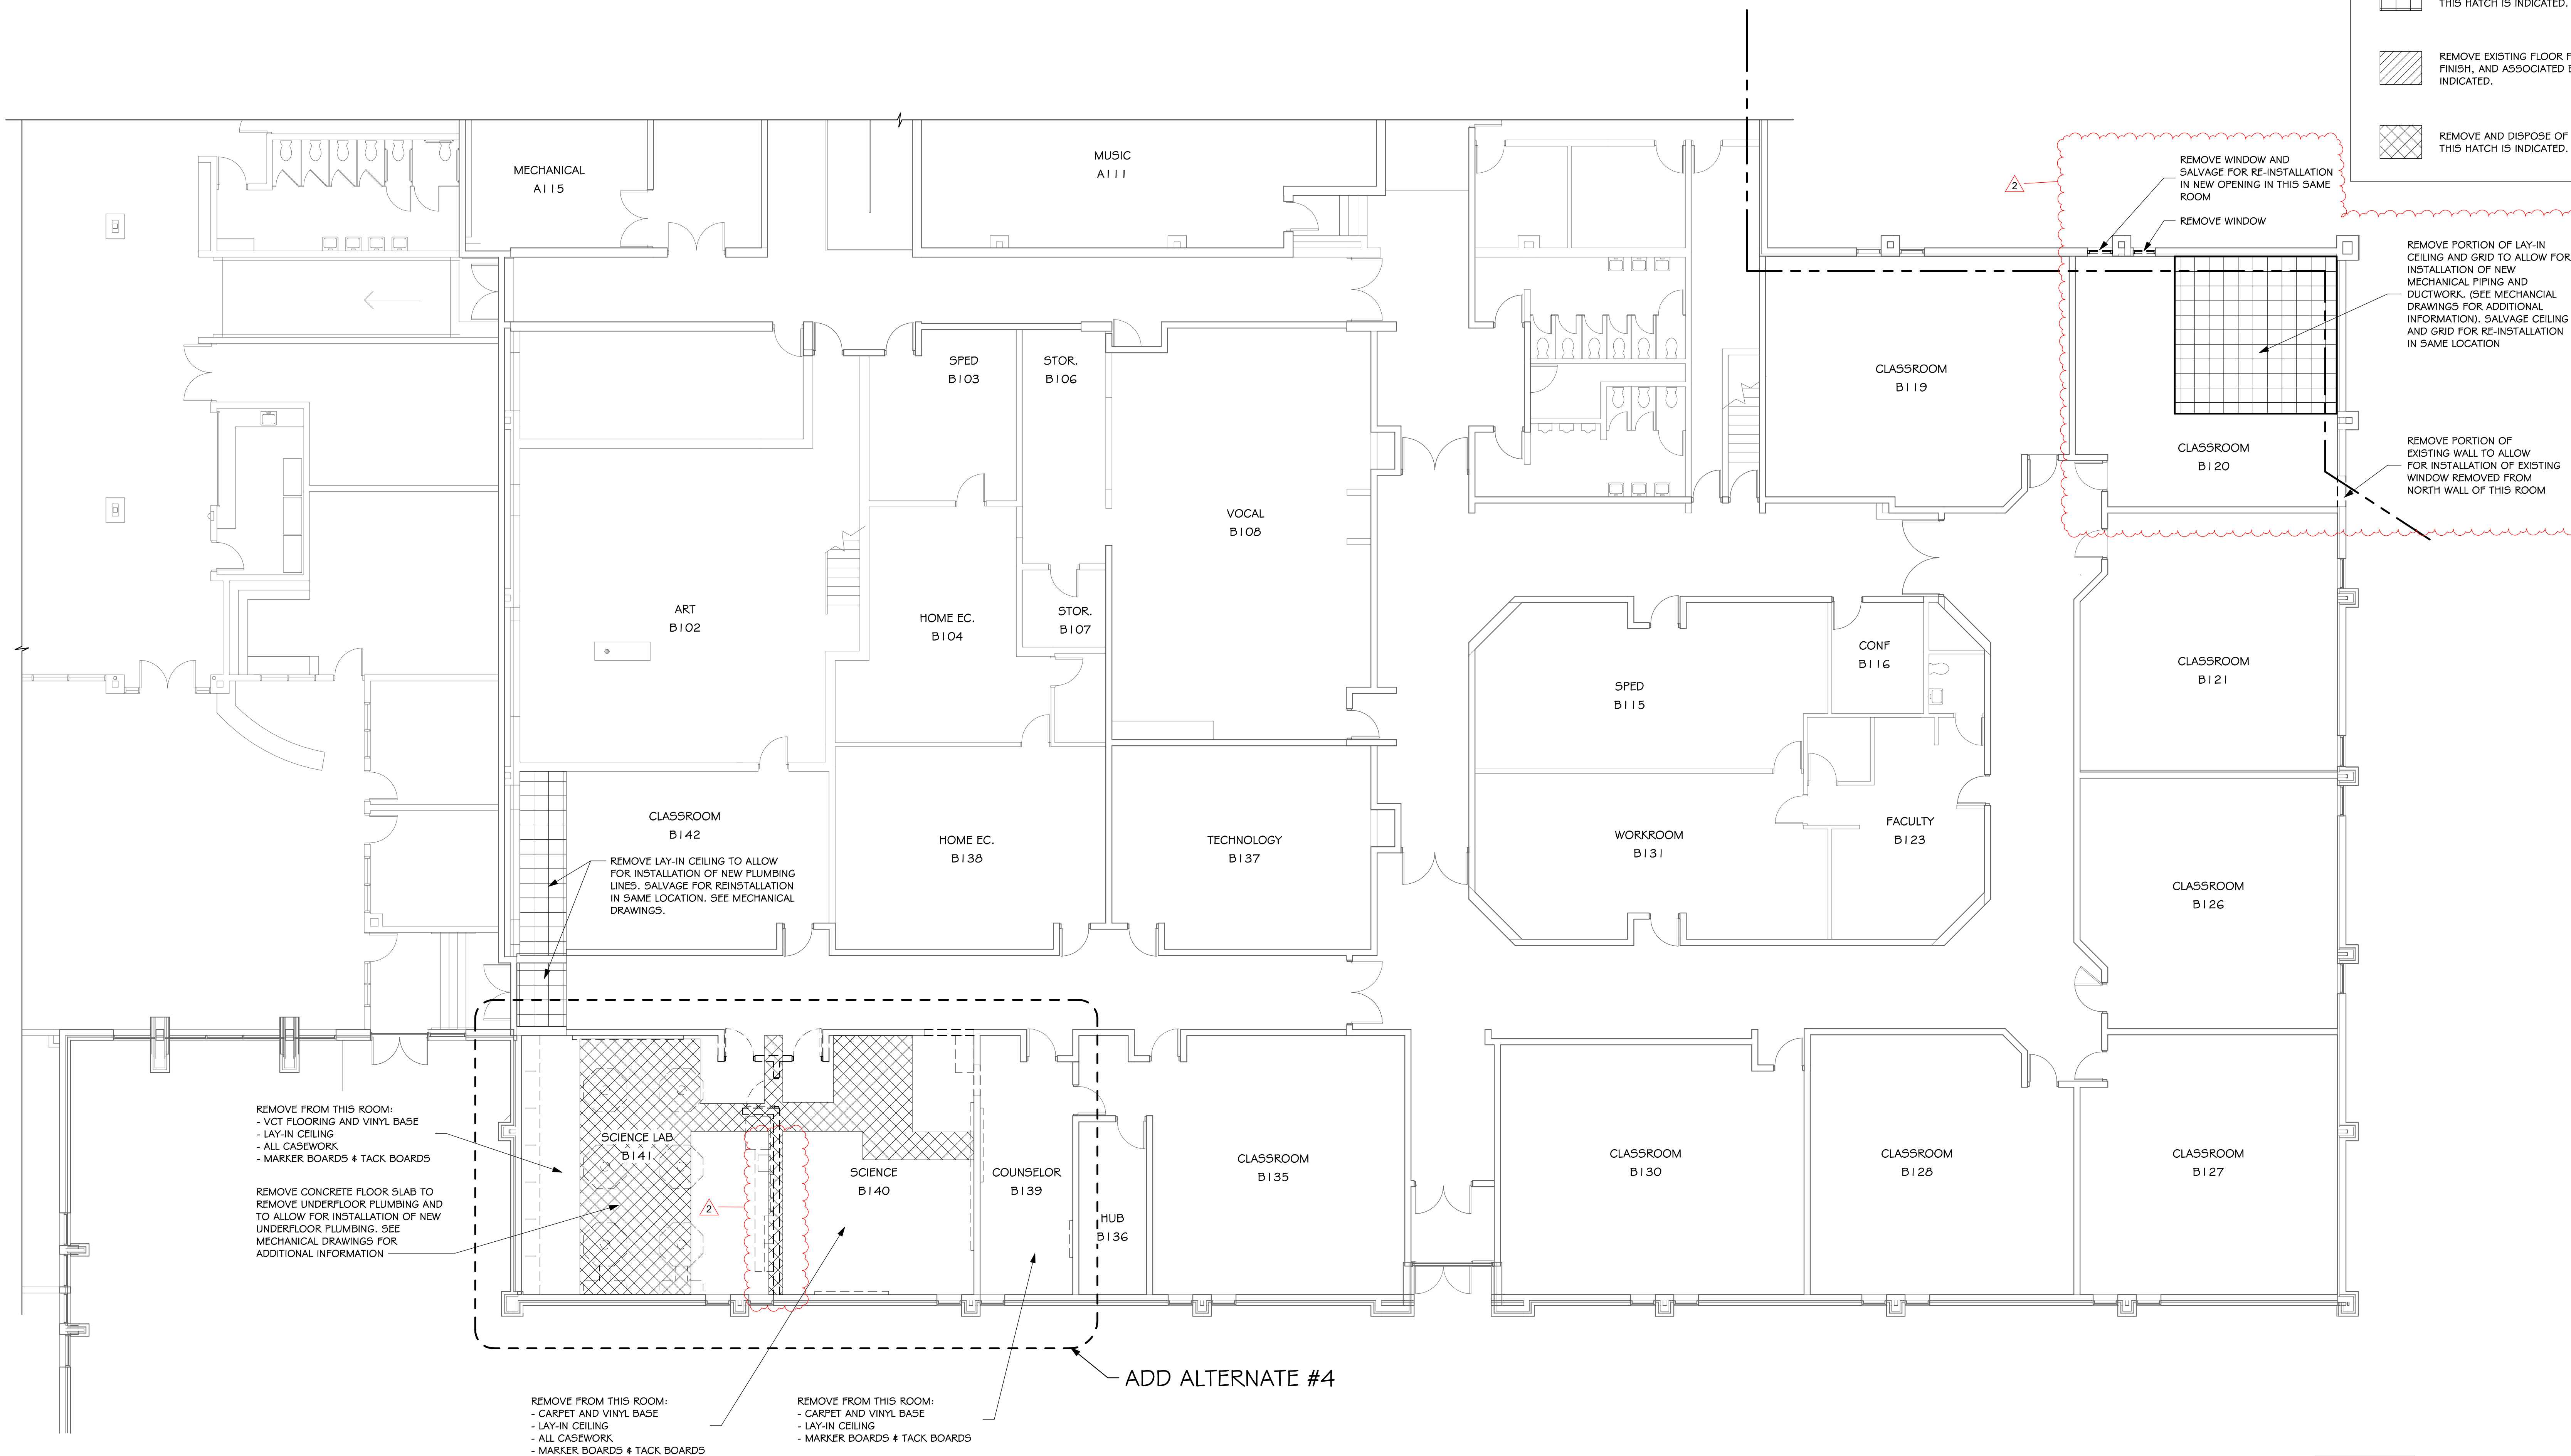 THIS HATCH IS INDICATED.
REMOVE EXISTING FLOOR F
FINISH, AND ASSOCIATED
INDICATED.
REMOVE AND DISPOSE OF
THIS HATCH IS INDICATED.
MECHANICAL
A115
MUSIC
A111
2
REMOVE WINDOW AND
SALVAGE FOR RE-INSTALLATION
IN NEW OPENING IN THIS SAME
ROOM
REMOVE WINDOW
REMOVE PORTION OF LAY-IN
CEILING AND GRID TO ALLOW FOR
INSTALLATION OF NEW
MECHANICAL PIPING AND
DUCTWORK. (SEE MECHANCIAL
DRAWINGS FOR ADDITIONAL
INFORMATION). SALVAGE CEILING
AND GRID FOR RE-INSTALLATION
IN SAME LOCATION
SPED
B103
STOR.
B106
CLASSROOM
B119
CLASSROOM
B120
REMOVE PORTION OF
EXISTING WALL TO ALLOW
FOR INSTALLATION OF EXISTING
WINDOW REMOVED FROM
NORTH WALL OF THIS ROOM
VOCAL
B108
ART
B102
HOME EC.
B104
STOR.
B107
CONF
B116
SPED
B115
CLASSROOM
B121
CLASSROOM
B142
HOME EC.
B138
TECHNOLOGY
B137
WORKROOM
B131
FACULTY
B123
CLASSROOM
B126
REMOVE LAY-IN CEILING TO ALLOW
FOR INSTALLATION OF NEW PLUMBING
LINES. SALVAGE FOR REINSTALLATION
IN SAME LOCATION. SEE MECHANICAL
DRAWINGS.
REMOVE FROM THIS ROOM:
- VCT FLOORING AND VINYL BASE
- LAY-IN CEILING
- ALL CASEWORK
- MARKER BOARDS & TACK BOARDS
REMOVE CONCRETE FLOOR SLAB TO
REMOVE UNDERFLOOR PLUMBING AND
TO ALLOW FOR INSTALLATION OF NEW
UNDERFLOOR PLUMBING. SEE
MECHANICAL DRAWINGS FOR
ADDITIONAL INFORMATION
SCIENCE LAB
B141
2
SCIENCE
B140
COUNSELOR
B139
HUB
B136
CLASSROOM
B135
CLASSROOM
B130
CLASSROOM
B128
CLASSROOM
B127
ADD ALTERNATE #4
REMOVE FROM THIS ROOM:
- CARPET AND VINYL BASE
- LAY-IN CEILING
- ALL CASEWORK
- MARKER BOARDS & TACK BOARDS
REMOVE FROM THIS ROOM:
- CARPET AND VINYL BASE
- LAY-IN CEILING
- MARKER BOARDS & TACK BOARDS